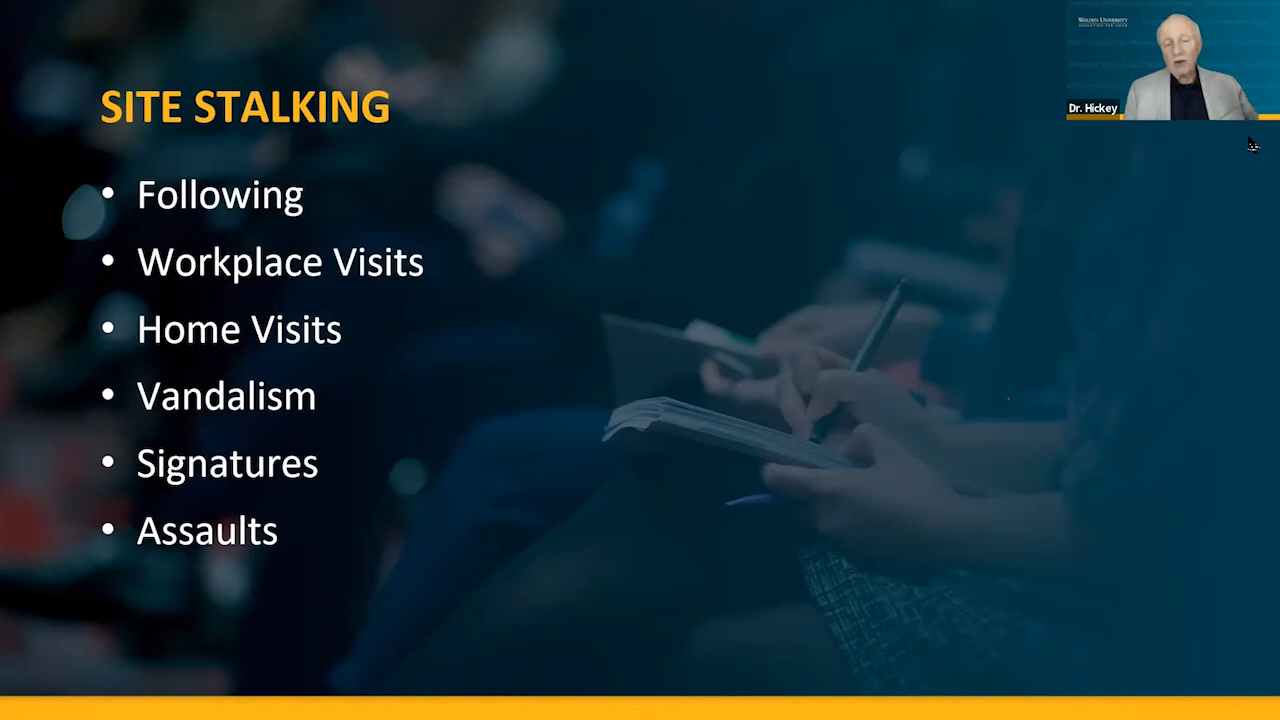 SITE STALKING
• Following
• Workplace Visits
• Home Visits
• Vandalism
• Signatures
• Assaults
WALDEN UNIVERSITY
Dr. Hickey